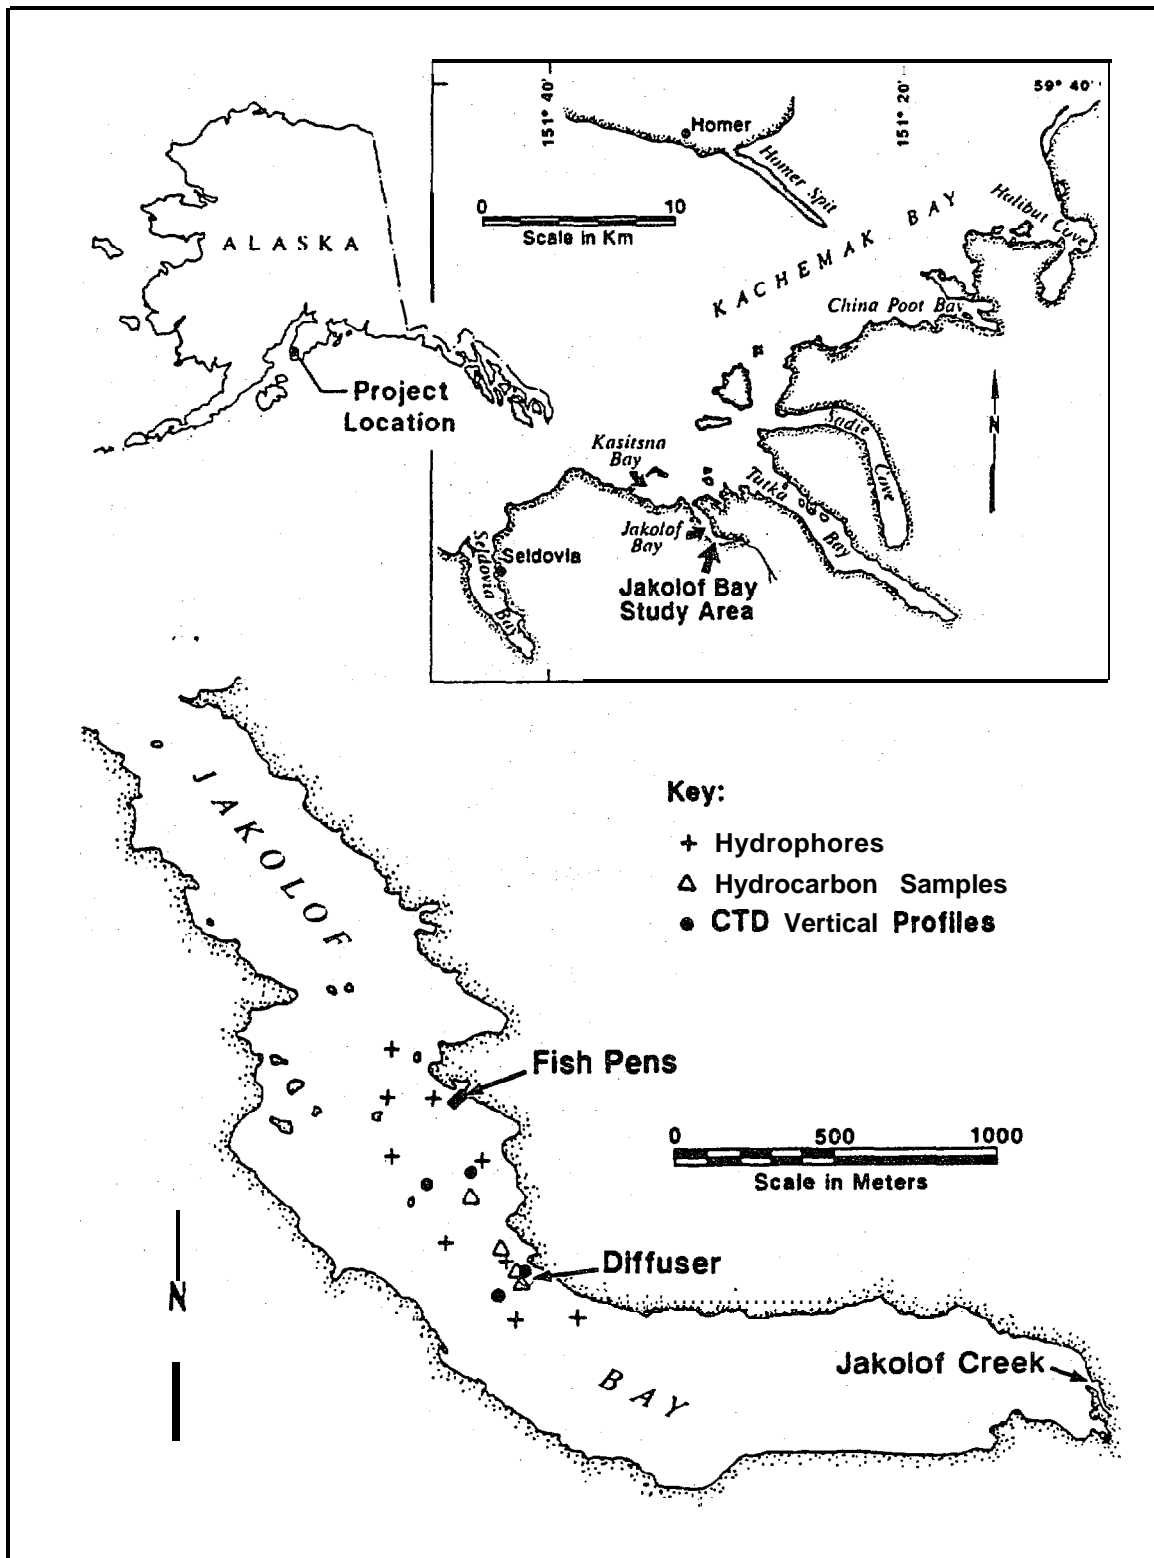 ALASKA
Project
Location
151° 40'
151° 20'
59° 40'
Homer
Homer Spit
0 10
Scale in Km
KACHEMAK BAY
Halibut Cove
China Poot Bay
N
Sadie Cove
Kasitsna
Bay
Tutka Bay
Jakolof
Bay
Seldovia
Seldovia Bay
Jakolof Bay
Study Area
JAKOLOF
Key:
+ Hydrophores
Hydrocarbon Samples
CTD Vertical Profiles
Fish Pens
0 500 1000
Scale in Meters
N
Diffuser
Jakolof Creek
BAY